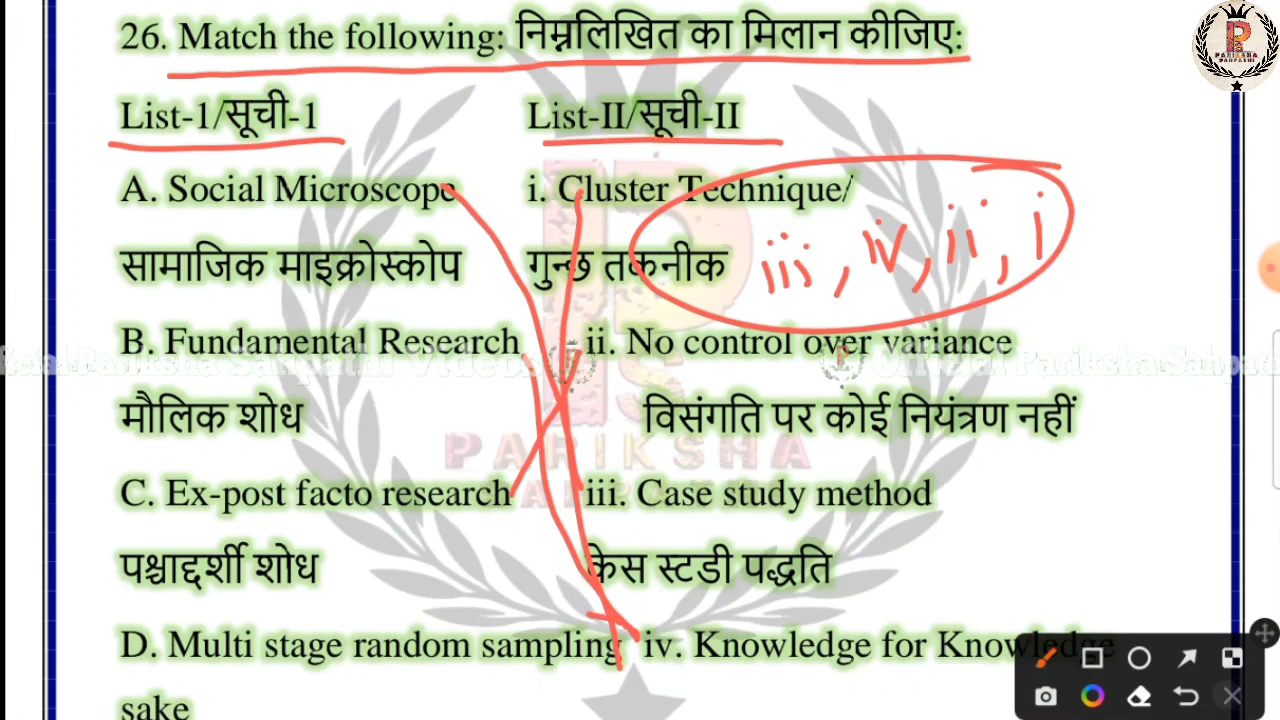 26. Match the following: निम्नलिखित का मिलान कीजिए:
List-1/सूची-1 List-II/सूची-II
A. Social Microscope i. Cluster Technique/
सामाजिक माइक्रोस्कोप गुन्छ तकनीक
iii, iv, ii, i
B. Fundamental Research ii. No control over variance
मौलिक शोध विसंगति पर कोई नियंत्रण नहीं
PARIKSHA
C. Ex-post facto research iii. Case study method
पश्चाद्दर्शी शोध केस स्टडी पद्धति
D. Multi stage random sampling iv. Knowledge for Knowledge
sake